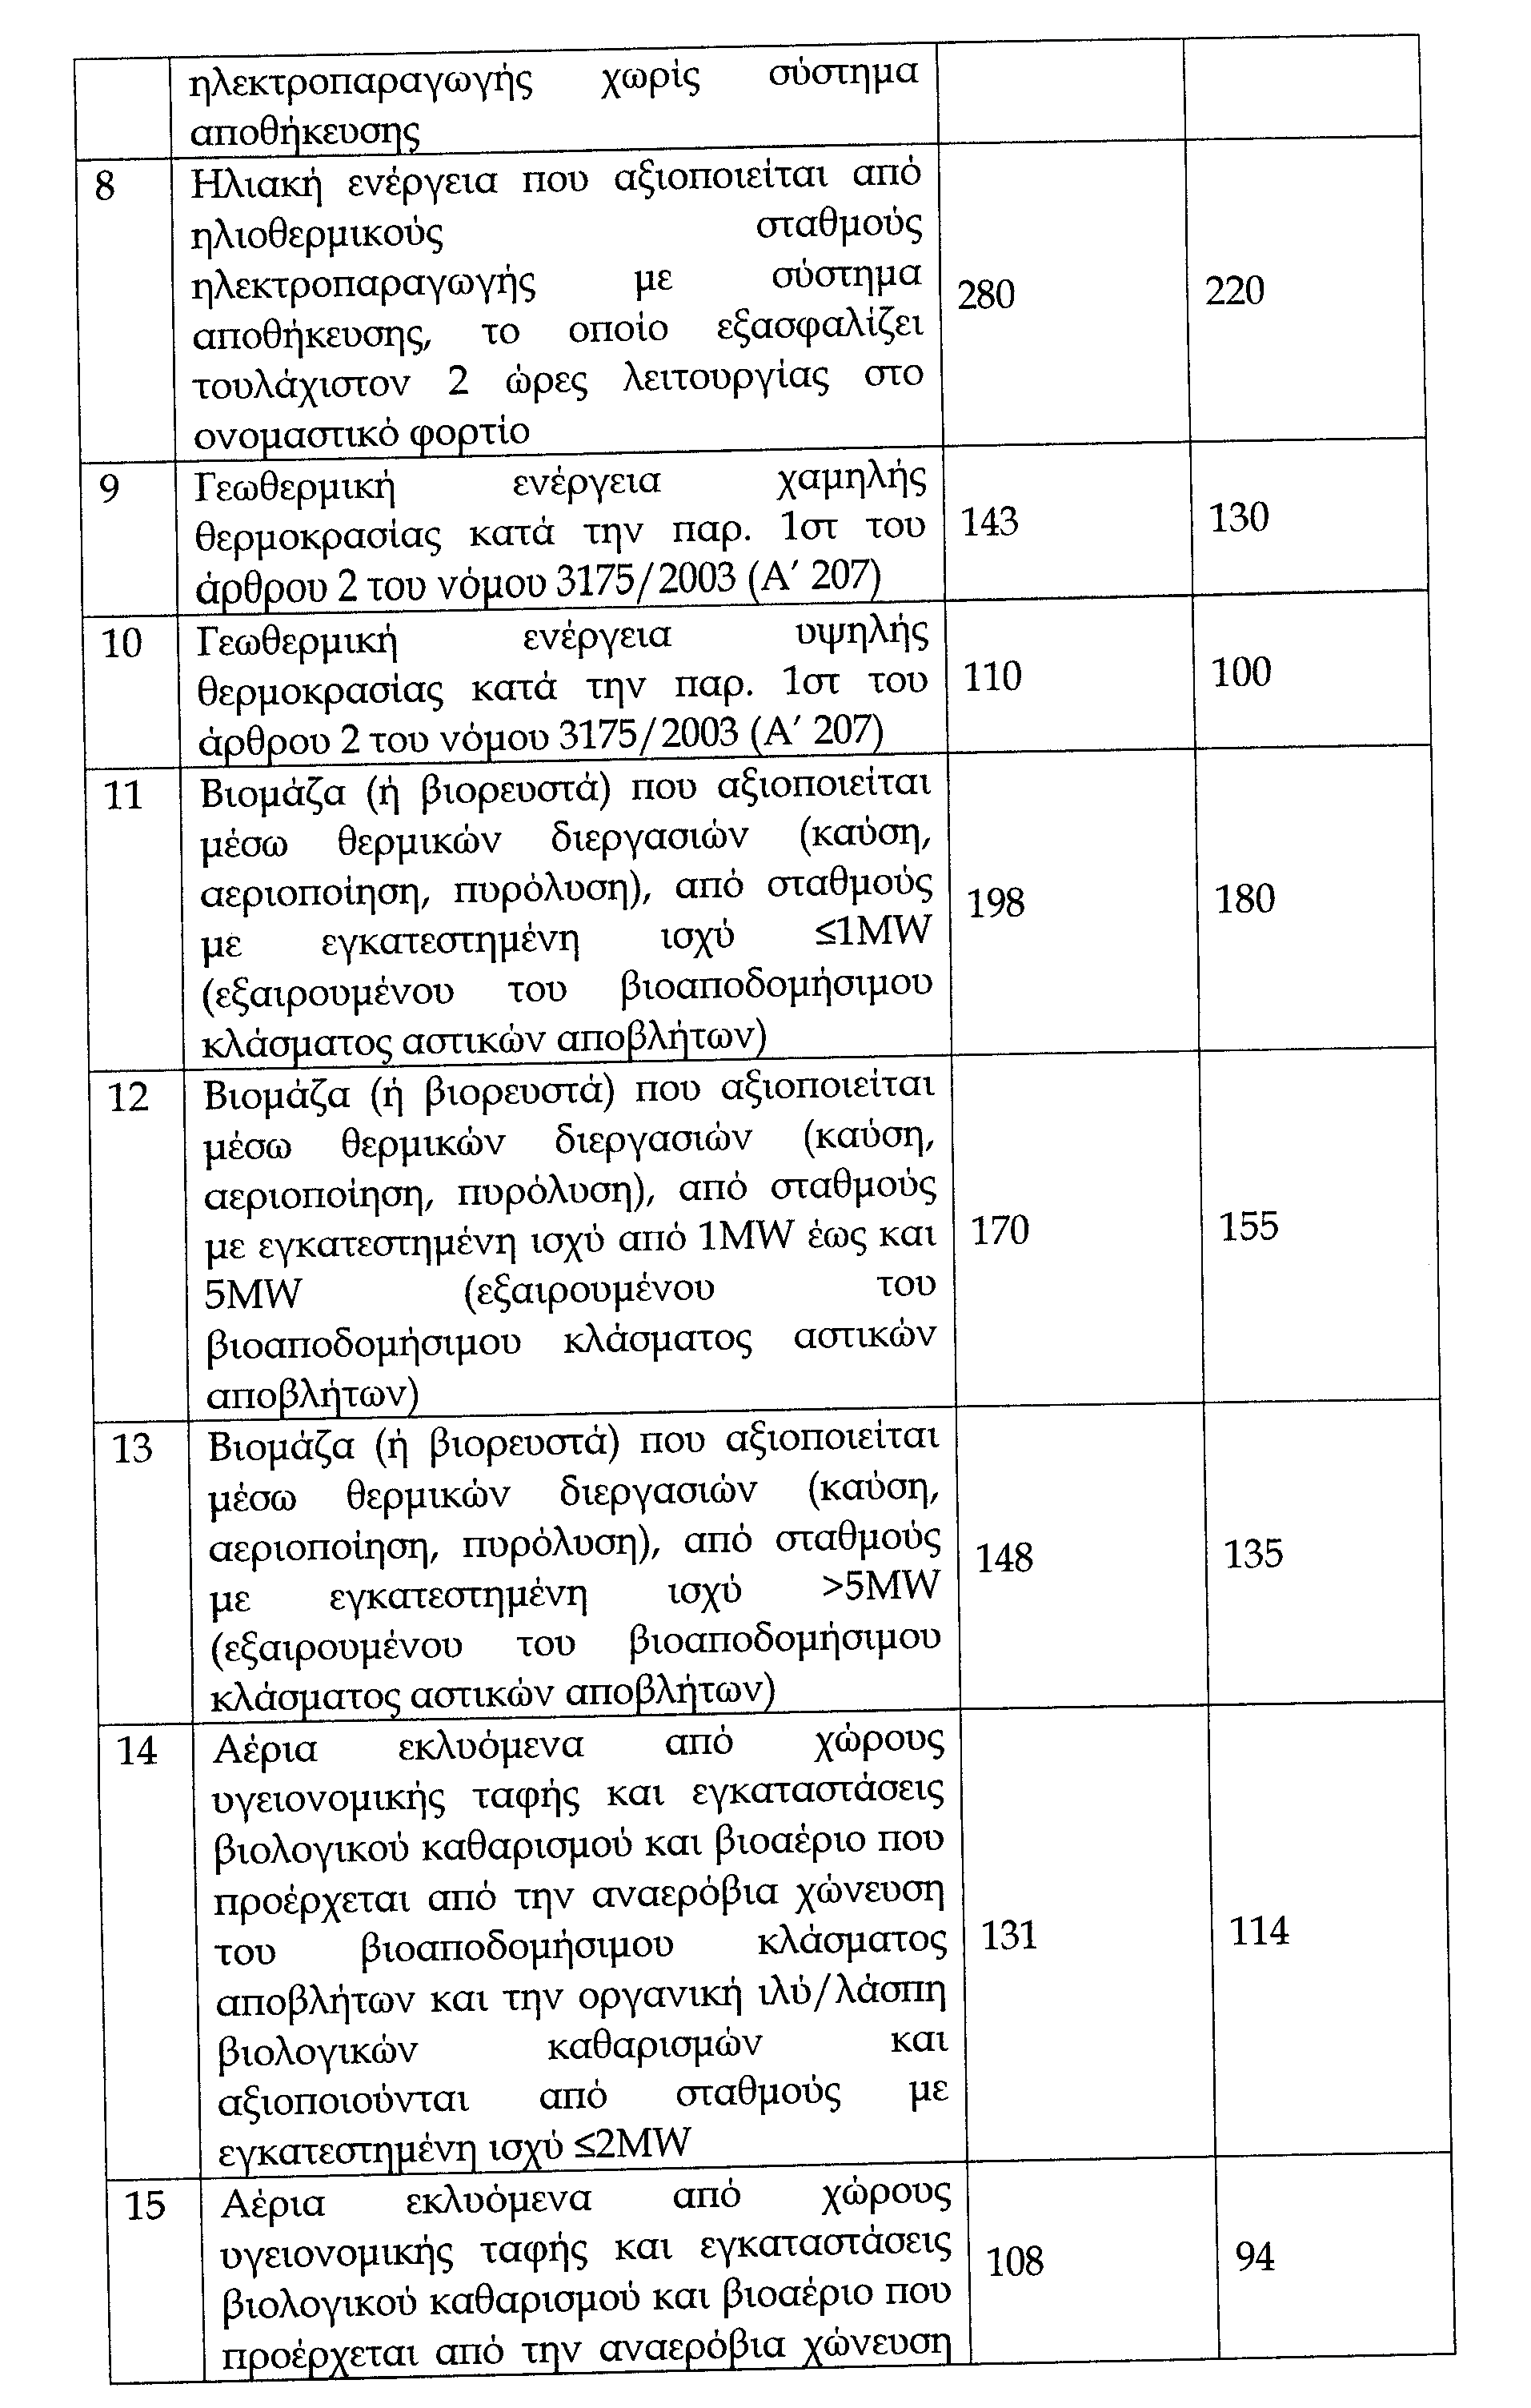 ηλεκτροπαραγωγής χωρίς σύστημα
αποθήκευσης
8 Ηλιακή ενέργεια που αξιοποιείται από
ηλιοθερμικούς σταθμούς
ηλεκτροπαραγωγής με σύστημα
αποθήκευσης, το οποίο εξασφαλίζει
τουλάχιστον 2 ώρες λειτουργίας στο
ονομαστικό φορτίο
280 220
9 Γεωθερμική ενέργεια χαμηλής
θερμοκρασίας κατά την παρ. 1στ του
άρθρου 2 του νόμου 3175/2003 (Α΄ 207)
143 130
10 Γεωθερμική ενέργεια υψηλής
θερμοκρασίας κατά την παρ. 1στ του
άρθρου 2 του νόμου 3175/2003 (Α΄ 207)
110 100
11 Βιομάζα (ή βιορευστά) που αξιοποιείται
μέσω θερμικών διεργασιών (καύση,
αεριοποίηση, πυρόλυση), από σταθμούς
με εγκατεστημένη ισχύ ≤1MW
(εξαιρουμένου του βιοαποδομήσιμου
κλάσματος αστικών αποβλήτων)
198 180
12 Βιομάζα (ή βιορευστά) που αξιοποιείται
μέσω θερμικών διεργασιών (καύση,
αεριοποίηση, πυρόλυση), από σταθμούς
με εγκατεστημένη ισχύ από 1MW έως και
5MW (εξαιρουμένου του
βιοαποδομήσιμου κλάσματος αστικών
αποβλήτων)
170 155
13 Βιομάζα (ή βιορευστά) που αξιοποιείται
μέσω θερμικών διεργασιών (καύση,
αεριοποίηση, πυρόλυση), από σταθμούς
με εγκατεστημένη ισχύ >5MW
(εξαιρουμένου του βιοαποδομήσιμου
κλάσματος αστικών αποβλήτων)
148 135
14 Αέρια εκλυόμενα από χώρους
υγειονομικής ταφής και εγκαταστάσεις
βιολογικού καθαρισμού και βιοαέριο που
προέρχεται από την αναερόβια χώνευση
του βιοαποδομήσιμου κλάσματος
αποβλήτων και την οργανική ιλύ/λάσπη
βιολογικών καθαρισμών και
αξιοποιούνται από σταθμούς με
εγκατεστημένη ισχύ ≤2MW
131 114
15 Αέρια εκλυόμενα από χώρους
υγειονομικής ταφής και εγκαταστάσεις
βιολογικού καθαρισμού και βιοαέριο που
προέρχεται από την αναερόβια χώνευση
108 94